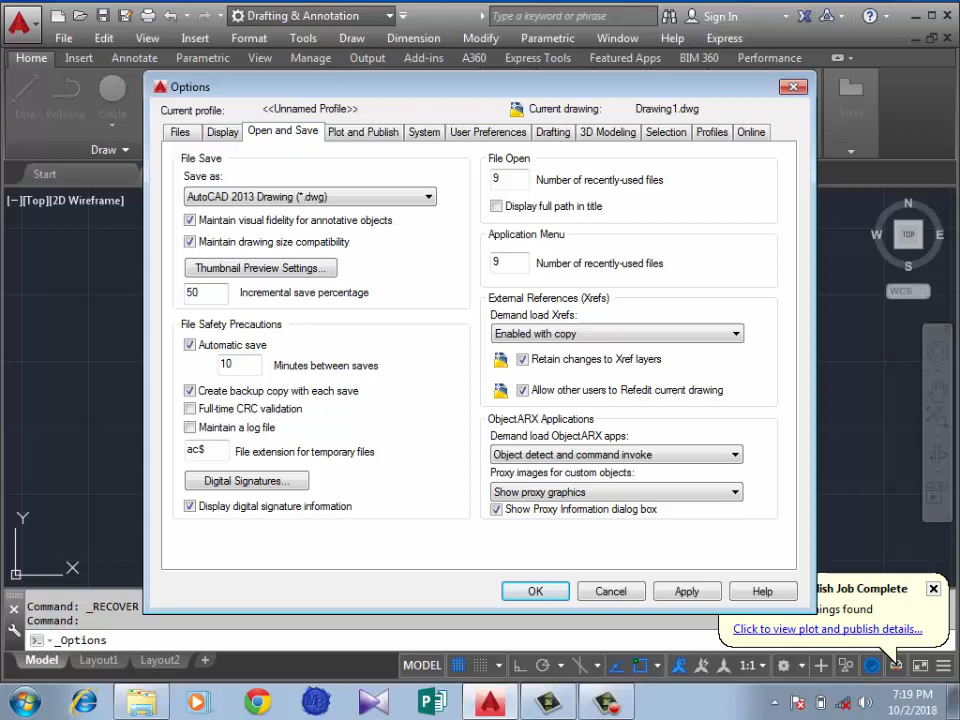 Drafting & Annotation
Type a keyword or phrase
Sign In
File Edit View Insert Format Tools Draw Dimension Modify Parametric Window Help Express
Home Insert Annotate Parametric View Manage Output Add-ins A360 Express Tools Featured Apps BIM 360 Performance
Line Polyline Circle
View
Draw
Start
[−][Top][2D Wireframe]
Options
Current profile: <<Unnamed Profile>> Current drawing: Drawing1.dwg
Files Display Open and Save Plot and Publish System User Preferences Drafting 3D Modeling Selection Profiles Online
File Save
Save as:
AutoCAD 2013 Drawing (*.dwg)
Maintain visual fidelity for annotative objects
Maintain drawing size compatibility
Thumbnail Preview Settings...
50 Incremental save percentage
File Safety Precautions
Automatic save
10 Minutes between saves
Create backup copy with each save
Full-time CRC validation
Maintain a log file
ac$ File extension for temporary files
Digital Signatures...
Display digital signature information
File Open
9 Number of recently-used files
Display full path in title
Application Menu
9 Number of recently-used files
External References (Xrefs)
Demand load Xrefs:
Enabled with copy
Retain changes to Xref layers
Allow other users to Refedit current drawing
ObjectARX Applications
Demand load ObjectARX apps:
Object detect and command invoke
Proxy images for custom objects:
Show proxy graphics
Show Proxy Information dialog box
OK Cancel Apply Help
N
W TOP E
S
WCS
Y
X
lish Job Complete
ings found
Click to view plot and publish details...
Command: _RECOVER
Command:
_Options
Model Layout1 Layout2 +
MODEL 1:1
7:19 PM
10/2/2018